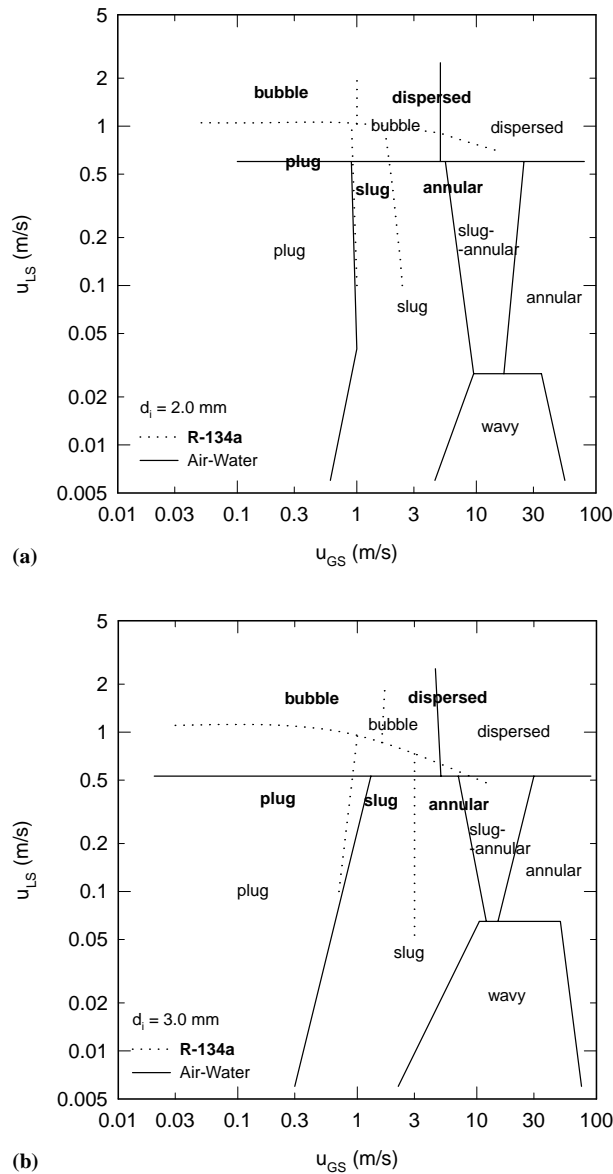 5
2
1
0.5
0.2
0.1
0.05
0.02
0.01
0.005
u_LS (m/s)
bubble
dispersed
bubble
dispersed
plug
slug
annular
plug
slug-
-annular
slug
annular
wavy
d_i = 2.0 mm
R-134a
Air-Water
0.01 0.03 0.1 0.3 1 3 10 30 100
u_GS (m/s)
(a)
5
2
1
0.5
0.2
0.1
0.05
0.02
0.01
0.005
u_LS (m/s)
bubble
dispersed
bubble
dispersed
plug
slug
annular
slug-
-annular
plug
annular
slug
wavy
d_i = 3.0 mm
R-134a
Air-Water
0.01 0.03 0.1 0.3 1 3 10 30 100
u_GS (m/s)
(b)